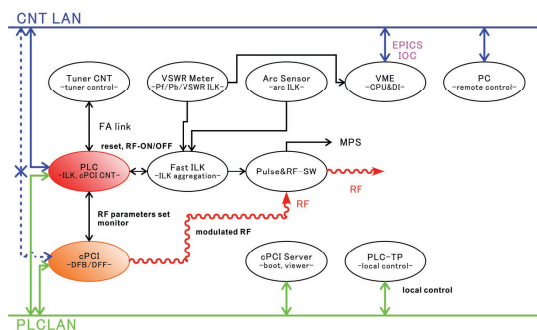 CNT LAN
EPICS
IOC
Tuner CNT
-tuner control-
VSWR Meter
-Pf/Pb/VSWR ILK-
Arc Sensor
-arc ILK-
VME
-CPU&DI-
PC
-remote control-
FA link
reset, RF-ON/OFF
MPS
PLC
-ILK, cPCI CNT-
Fast ILK
-ILK aggregation-
Pulse&RF-SW
RF
RF
RF parameters set
monitor
modulated RF
cPCI
-DFB/DFF-
cPCI Server
-boot, viewer-
PLC-TP
-local control-
local control
PLCLAN